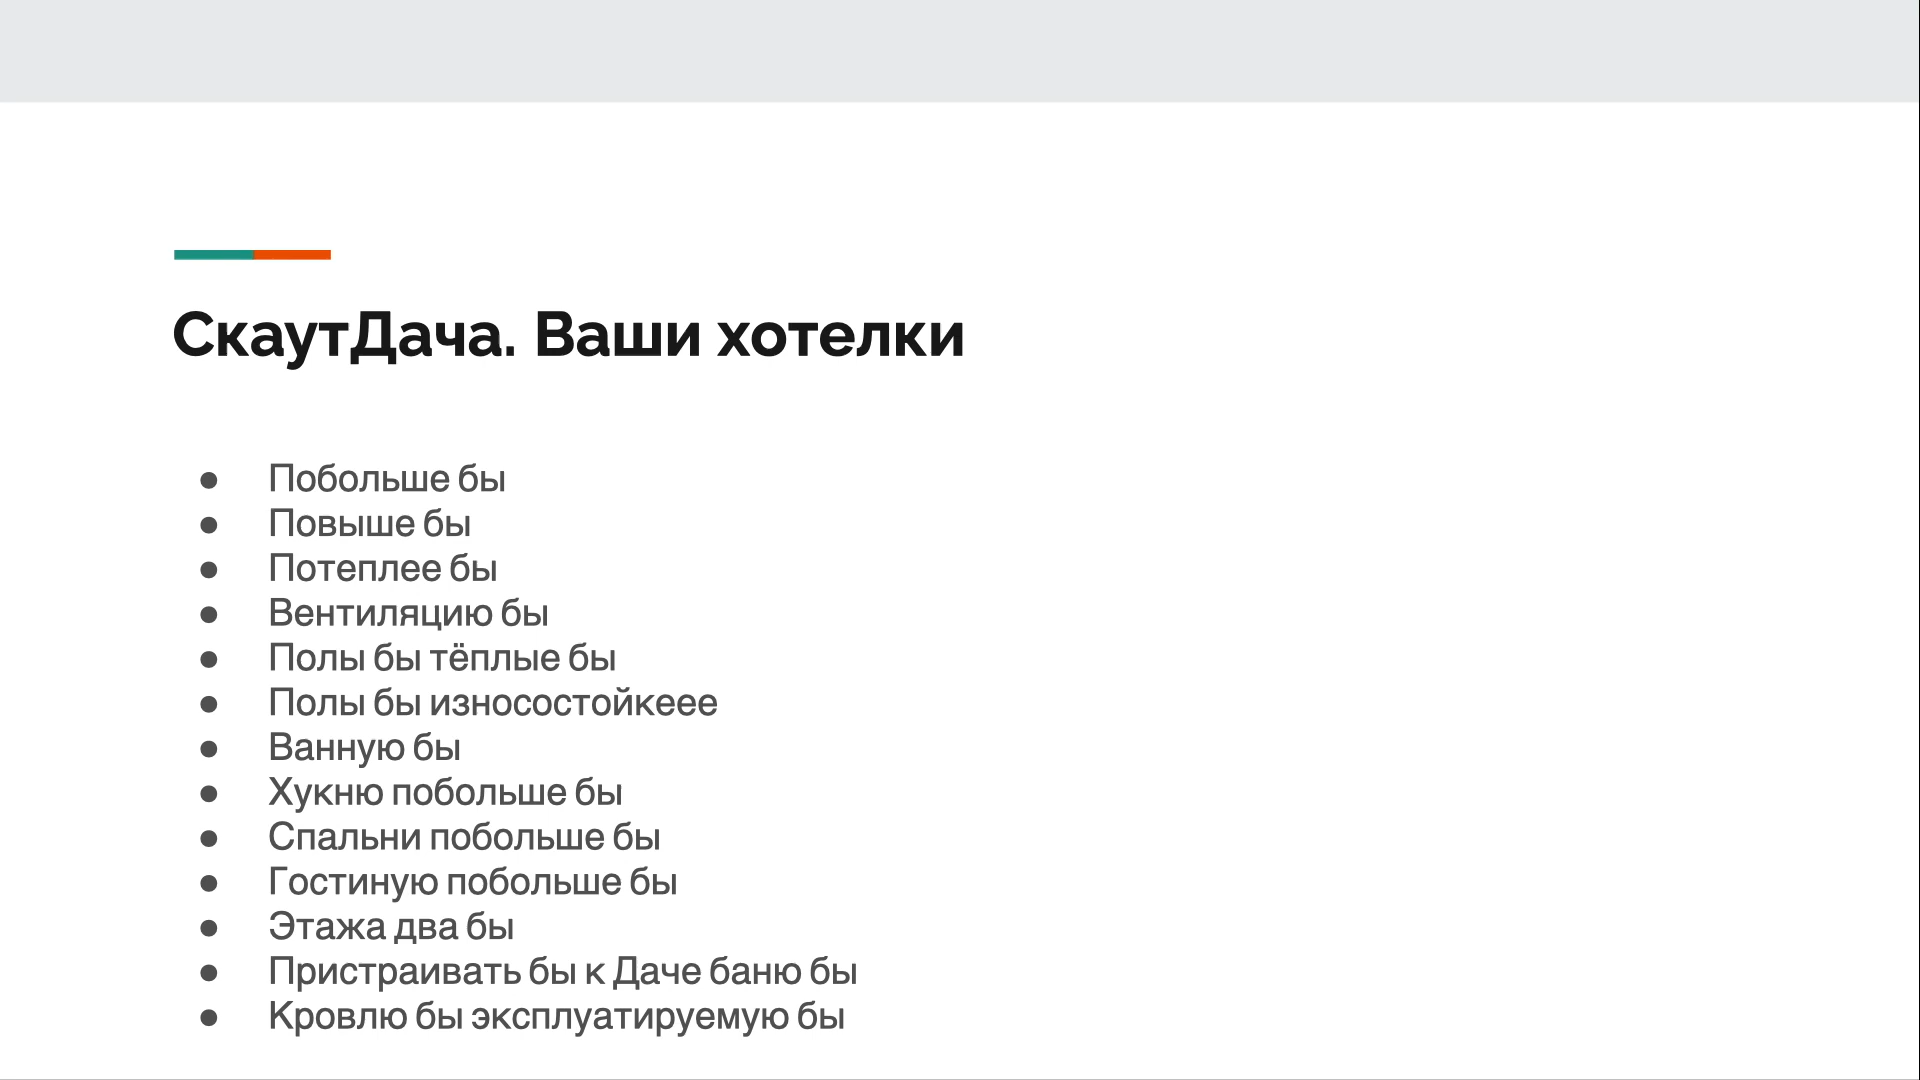 СкаутДача. Ваши хотелки
● Побольше бы
● Повыше бы
● Потеплее бы
● Вентиляцию бы
● Полы бы тёплые бы
● Полы бы износостойкеее
● Ванную бы
● Хукню побольше бы
● Спальни побольше бы
● Гостиную побольше бы
● Этажа два бы
● Пристраивать бы к Даче баню бы
● Кровлю бы эксплуатируемую бы